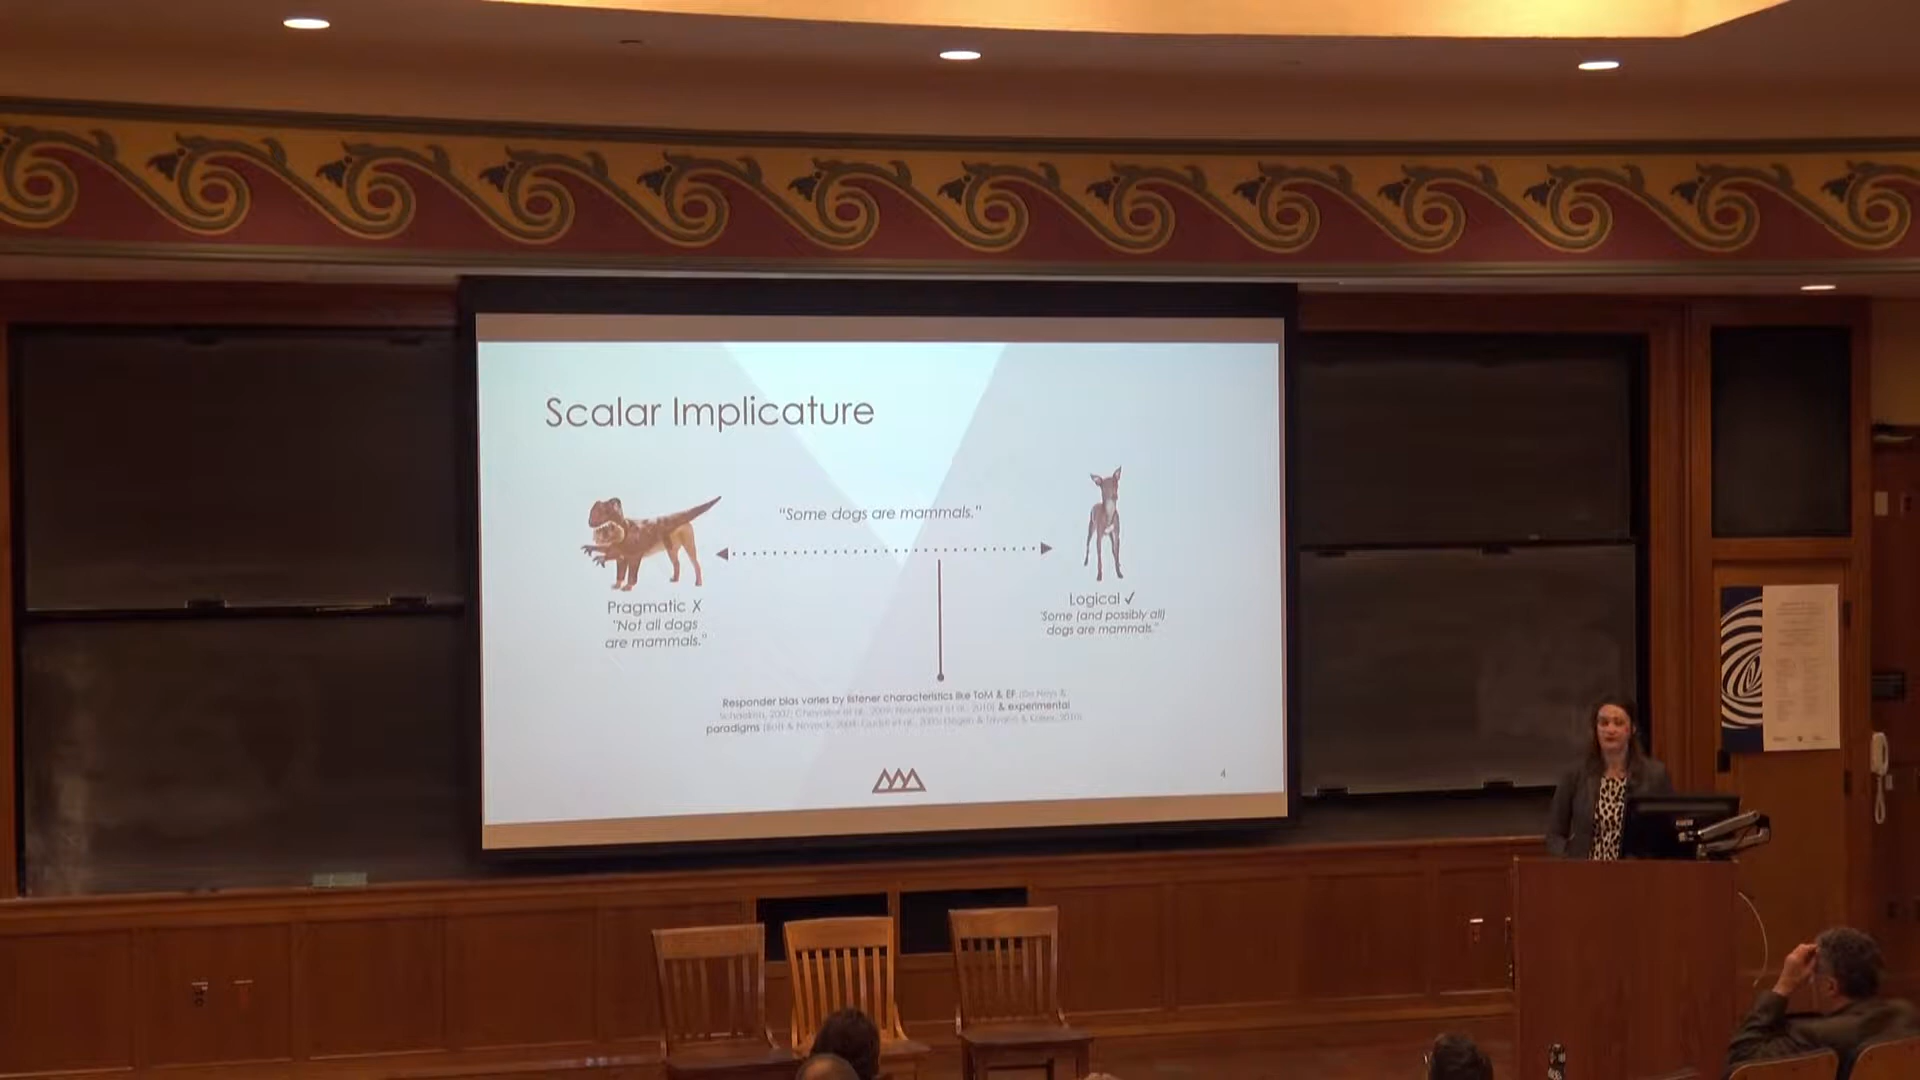 Scalar Implicature
"Some dogs are mammals."
Pragmatic X
"Not all dogs
are mammals."
Logical ✓
"Some (and possibly all)
dogs are mammals."
Responder bias varies by listener characteristics like ToM & EF
& experimental
paradigms
4